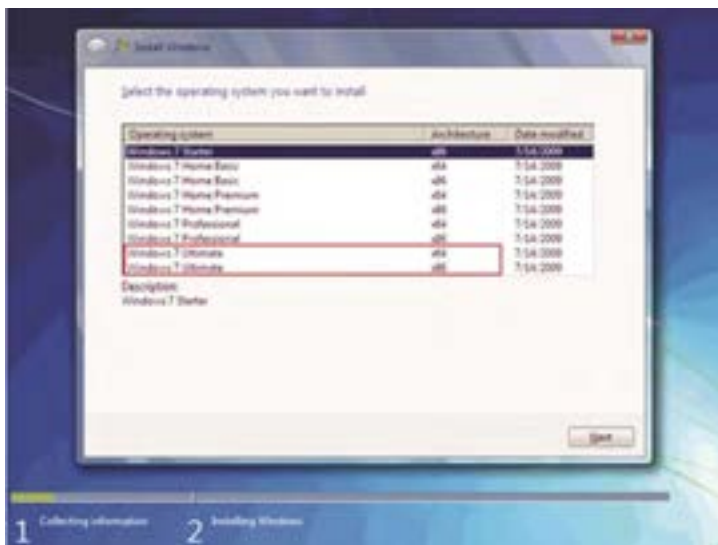 Install Windows
Select the operating system you want to install
Operating system Architecture Date modified
Windows 7 Starter x86 7/14/2009
Windows 7 Home Basic x64 7/14/2009
Windows 7 Home Basic x86 7/14/2009
Windows 7 Home Premium x64 7/14/2009
Windows 7 Home Premium x86 7/14/2009
Windows 7 Professional x64 7/14/2009
Windows 7 Professional x86 7/14/2009
Windows 7 Ultimate x64 7/14/2009
Windows 7 Ultimate x86 7/14/2009
Description:
Windows 7 Starter
Next
1 Collecting information 2 Installing Windows